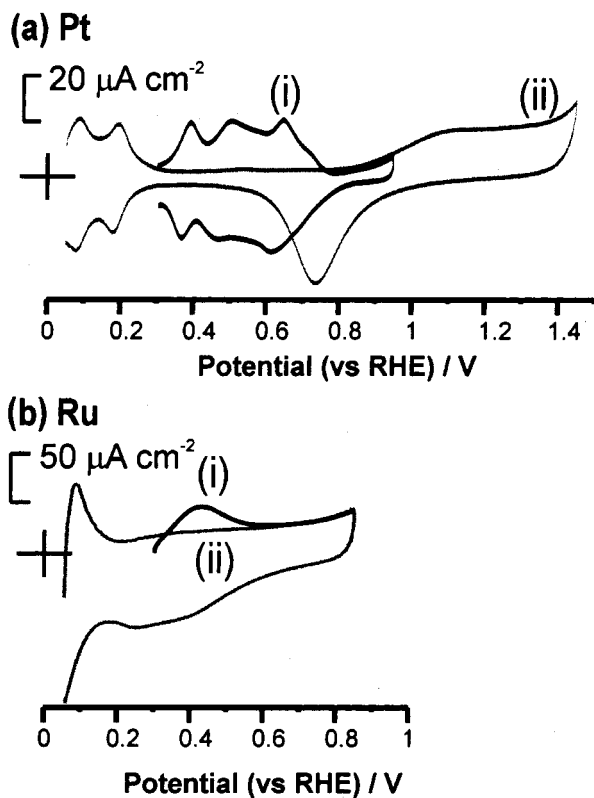 (a) Pt
20 μA cm⁻²
(i)
(ii)
0 0.2 0.4 0.6 0.8 1 1.2 1.4
Potential (vs RHE) / V
(b) Ru
50 μA cm⁻²
(i)
(ii)
0 0.2 0.4 0.6 0.8 1
Potential (vs RHE) / V